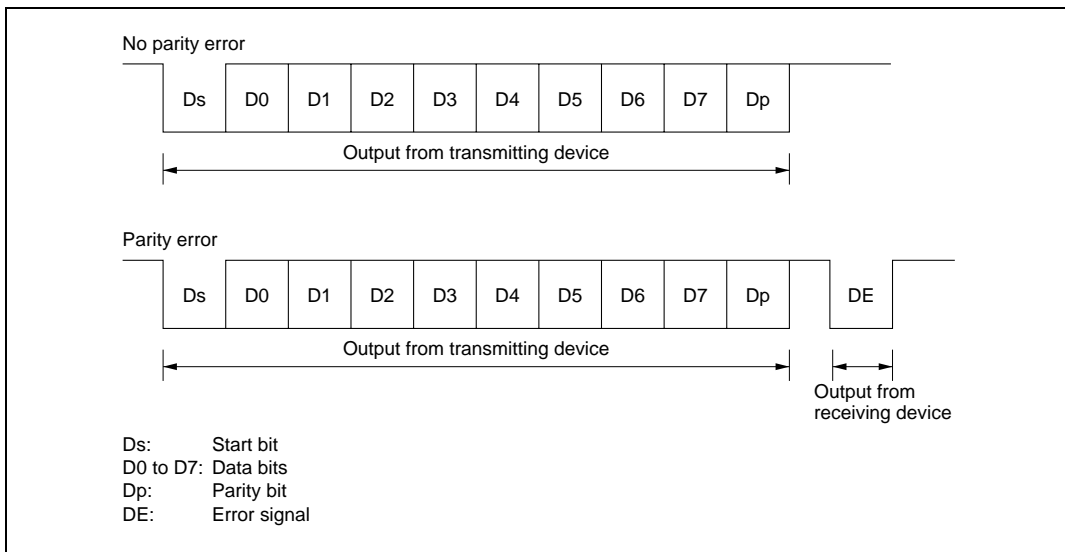 No parity error
Ds D0 D1 D2 D3 D4 D5 D6 D7 Dp
Output from transmitting device
Parity error
Ds D0 D1 D2 D3 D4 D5 D6 D7 Dp DE
Output from transmitting device
Output from
receiving device
Ds: Start bit
D0 to D7: Data bits
Dp: Parity bit
DE: Error signal